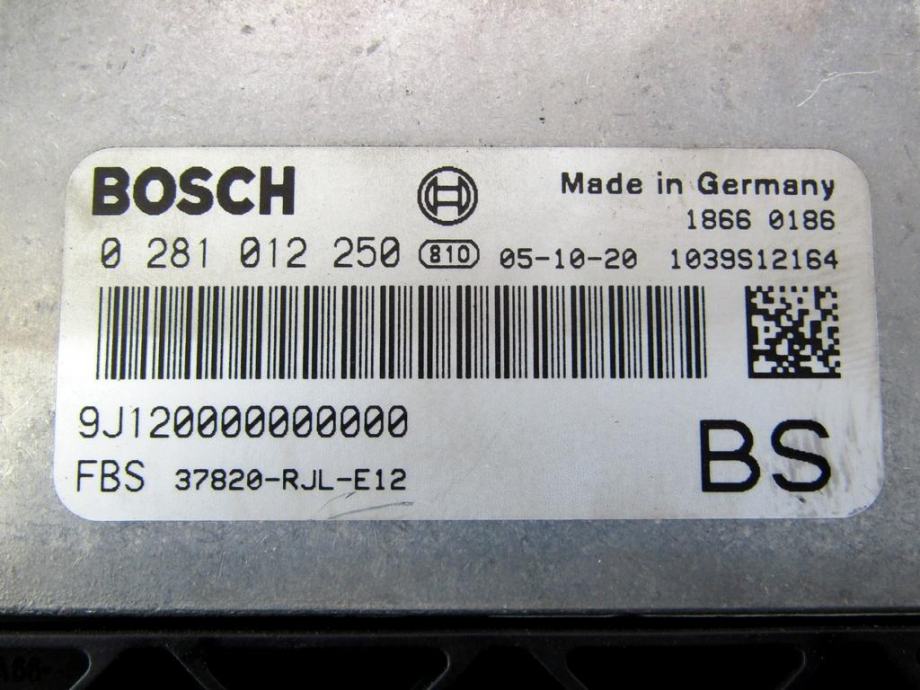 BOSCH Made in Germany
1866 0186
0 281 012 250 810 05-10-20 1039S12164
9J120000000000
FBS 37820-RJL-E12 BS